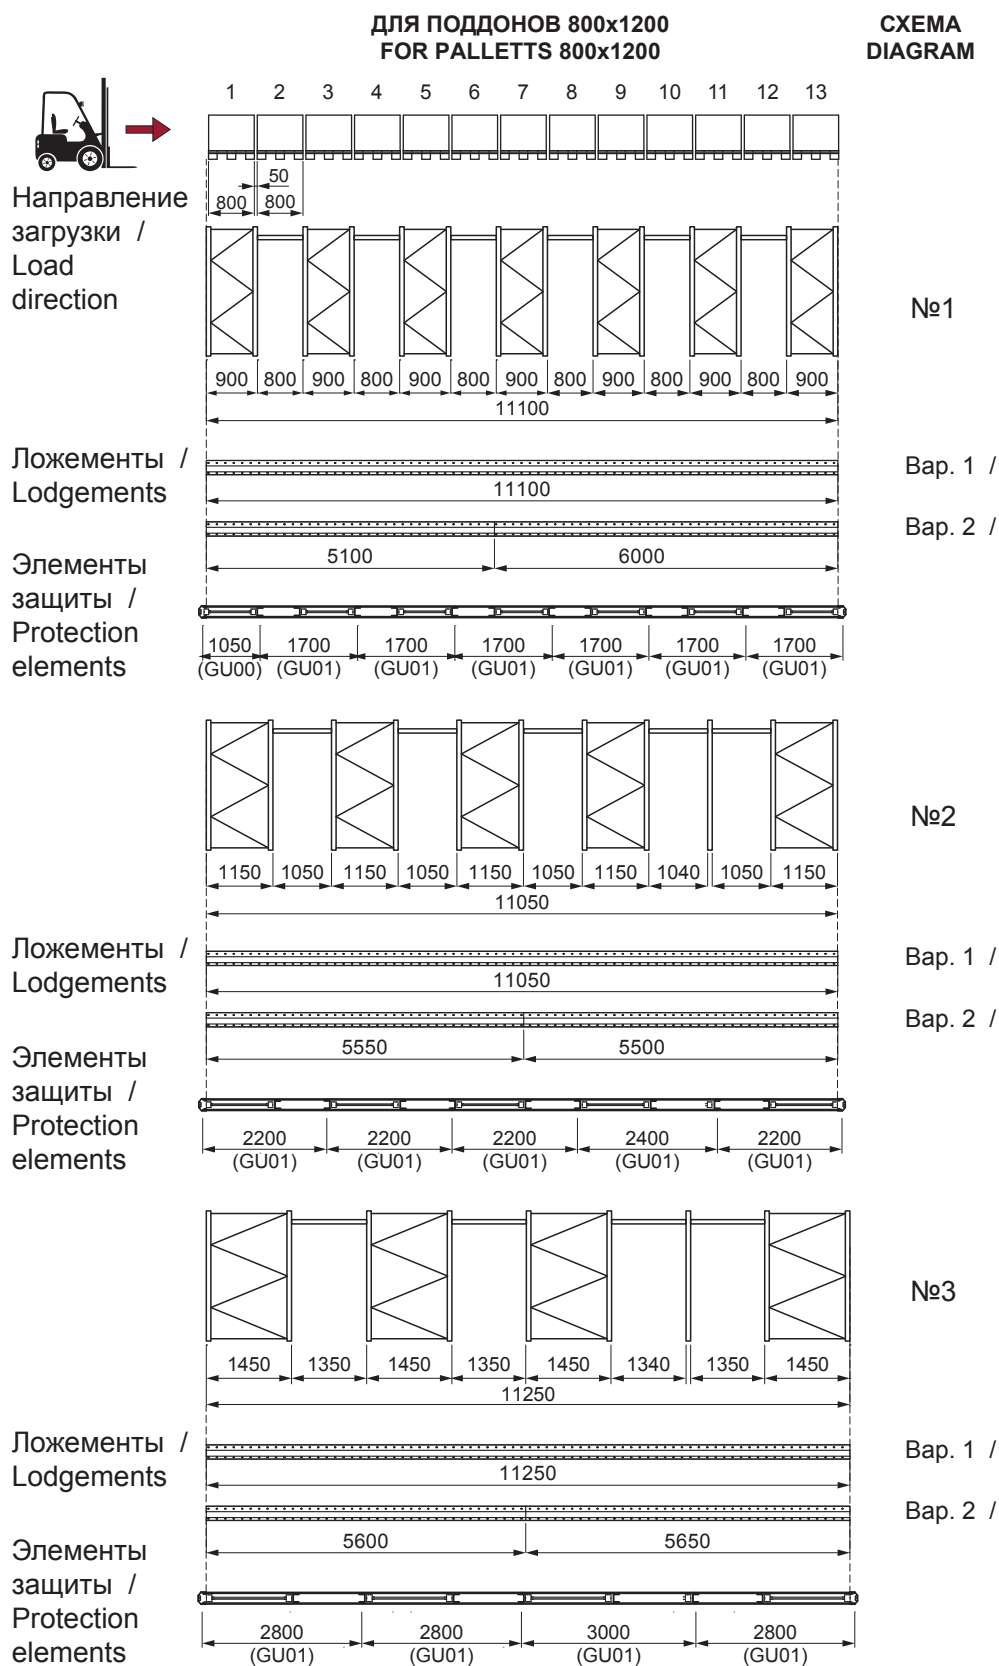 ДЛЯ ПОДДОНОВ 800x1200
FOR PALLETTS 800x1200
СХЕМА
DIAGRAM
1 2 3 4 5 6 7 8 9 10 11 12 13
Направление
загрузки /
Load
direction
50
800 800
№1
900 800 900 800 900 800 900 800 900 800 900 800 900
11100
Ложементы /
Lodgements
Вар. 1 /
11100
Вар. 2 /
5100 6000
Элементы
защиты /
Protection
elements
1050 1700 1700 1700 1700 1700 1700
(GU00) (GU01) (GU01) (GU01) (GU01) (GU01) (GU01)
№2
1150 1050 1150 1050 1150 1050 1150 1040 1050 1150
11050
Ложементы /
Lodgements
Вар. 1 /
11050
Вар. 2 /
5550 5500
Элементы
защиты /
Protection
elements
2200 2200 2200 2400 2200
(GU01) (GU01) (GU01) (GU01) (GU01)
№3
1450 1350 1450 1350 1450 1340 1350 1450
11250
Ложементы /
Lodgements
Вар. 1 /
11250
Вар. 2 /
5600 5650
Элементы
защиты /
Protection
elements
2800 2800 3000 2800
(GU01) (GU01) (GU01) (GU01)